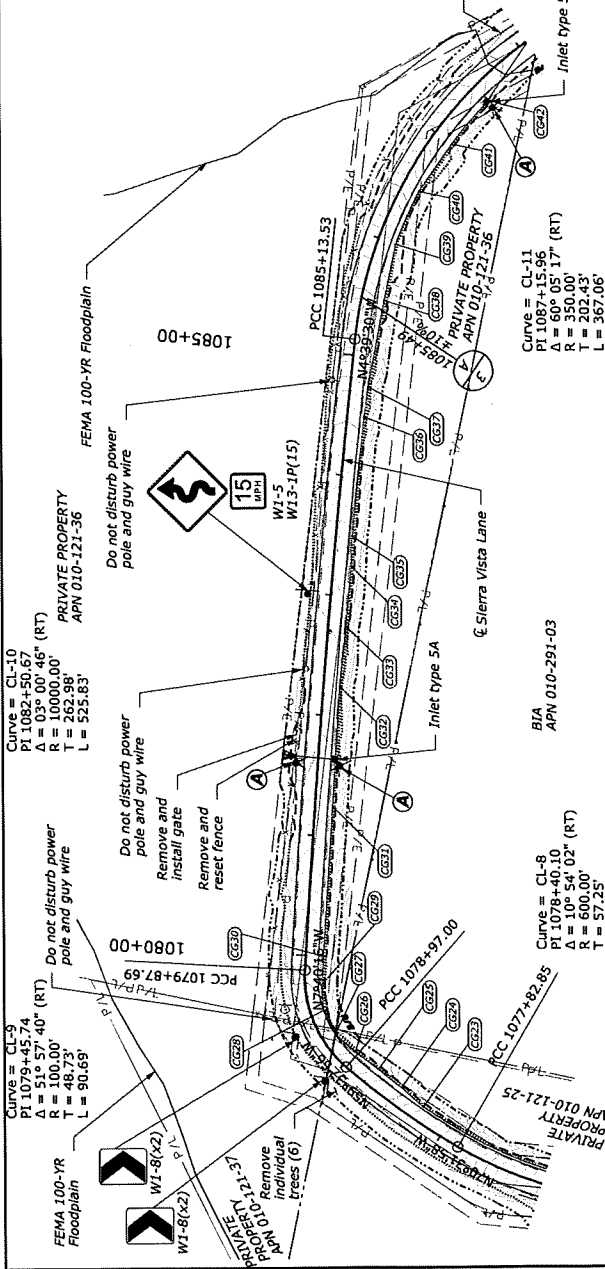 Curve = CL-9
PI 1079+45.74
Δ = 51° 57' 40" (RT)
R = 100.00'
T = 48.73'
L = 90.69'
Curve = CL-10
PI 1082+50.67
Δ = 03° 00' 46" (RT)
R = 10000.00'
T = 262.98'
L = 525.83'
FEMA 100-YR
Floodplain
Do not disturb power
pole and guy wire
PRIVATE PROPERTY
APN 010-121-36
FEMA 100-YR Floodplain
W1-8(x2)
W1-8(x2)
PRIVATE
PROPERTY
APN 010-121-37
Remove
individual
trees (6)
Do not disturb power
pole and guy wire
Remove and
install gate
Remove and
reset fence
Do not disturb power
pole and guy wire
15
MPH
W1-5
W13-1P(15)
1080+00
1085+00
PCC 1079+87.69
PCC 1085+13.53
N7°40'16"W
N4°39'30"W
1085+49
±10%
3
A
PCC 1078+97.00
PCC 1077+82.85
CG23
CG24
CG25
CG26
CG27
CG28
CG29
CG30
CG31
CG32
CG33
CG34
CG35
CG36
CG37
CG38
CG39
CG40
CG41
CG42
A
A
A
Inlet type 5A
Inlet type 5
℄ Sierra Vista Lane
PRIVATE PROPERTY
APN 010-121-36
PRIVATE
PROPERTY
APN 010-121-25
BIA
APN 010-291-03
P/L
P/E
Curve = CL-8
PI 1078+40.10
Δ = 10° 54' 02" (RT)
R = 600.00'
T = 57.25'
Curve = CL-11
PI 1087+15.96
Δ = 60° 05' 17" (RT)
R = 350.00'
T = 202.43'
L = 367.06'